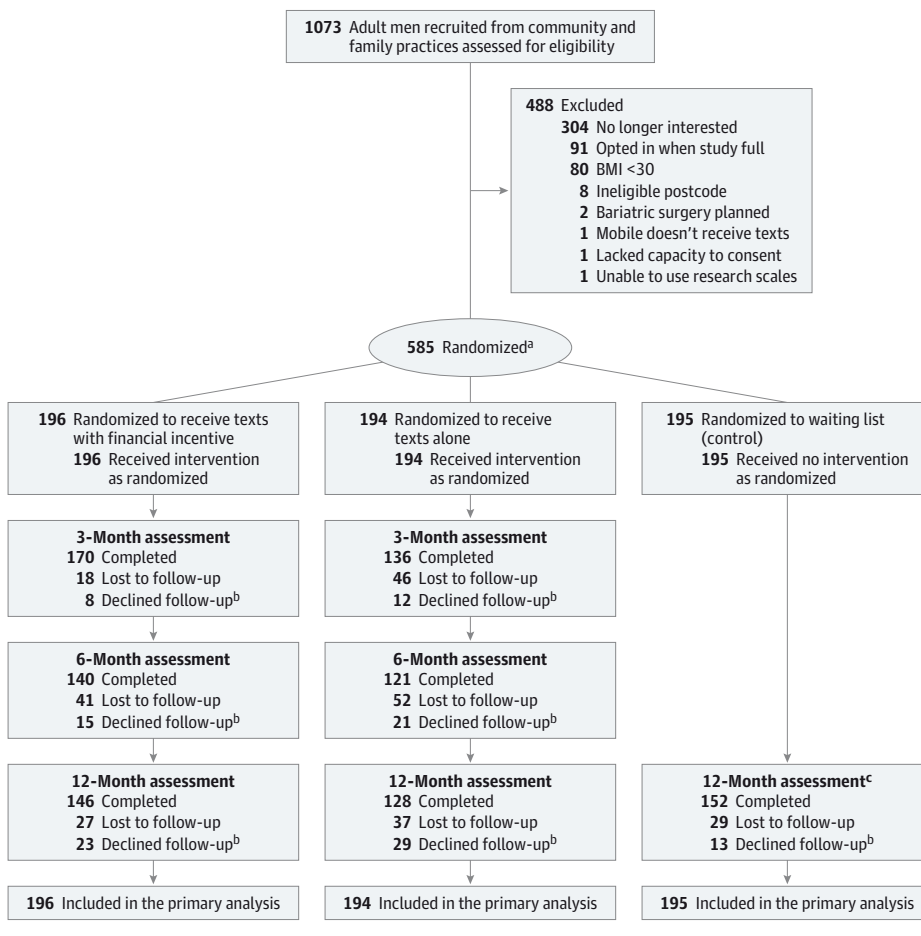 1073 Adult men recruited from community and
family practices assessed for eligibility
488 Excluded
304 No longer interested
91 Opted in when study full
80 BMI <30
8 Ineligible postcode
2 Bariatric surgery planned
1 Mobile doesn't receive texts
1 Lacked capacity to consent
1 Unable to use research scales
585 Randomizedᵃ
196 Randomized to receive texts
with financial incentive
196 Received intervention
as randomized
194 Randomized to receive
texts alone
194 Received intervention
as randomized
195 Randomized to waiting list
(control)
195 Received no intervention
as randomized
3-Month assessment
170 Completed
18 Lost to follow-up
8 Declined follow-upᵇ
3-Month assessment
136 Completed
46 Lost to follow-up
12 Declined follow-upᵇ
6-Month assessment
140 Completed
41 Lost to follow-up
15 Declined follow-upᵇ
6-Month assessment
121 Completed
52 Lost to follow-up
21 Declined follow-upᵇ
12-Month assessment
146 Completed
27 Lost to follow-up
23 Declined follow-upᵇ
12-Month assessment
128 Completed
37 Lost to follow-up
29 Declined follow-upᵇ
12-Month assessmentᶜ
152 Completed
29 Lost to follow-up
13 Declined follow-upᵇ
196 Included in the primary analysis
194 Included in the primary analysis
195 Included in the primary analysis